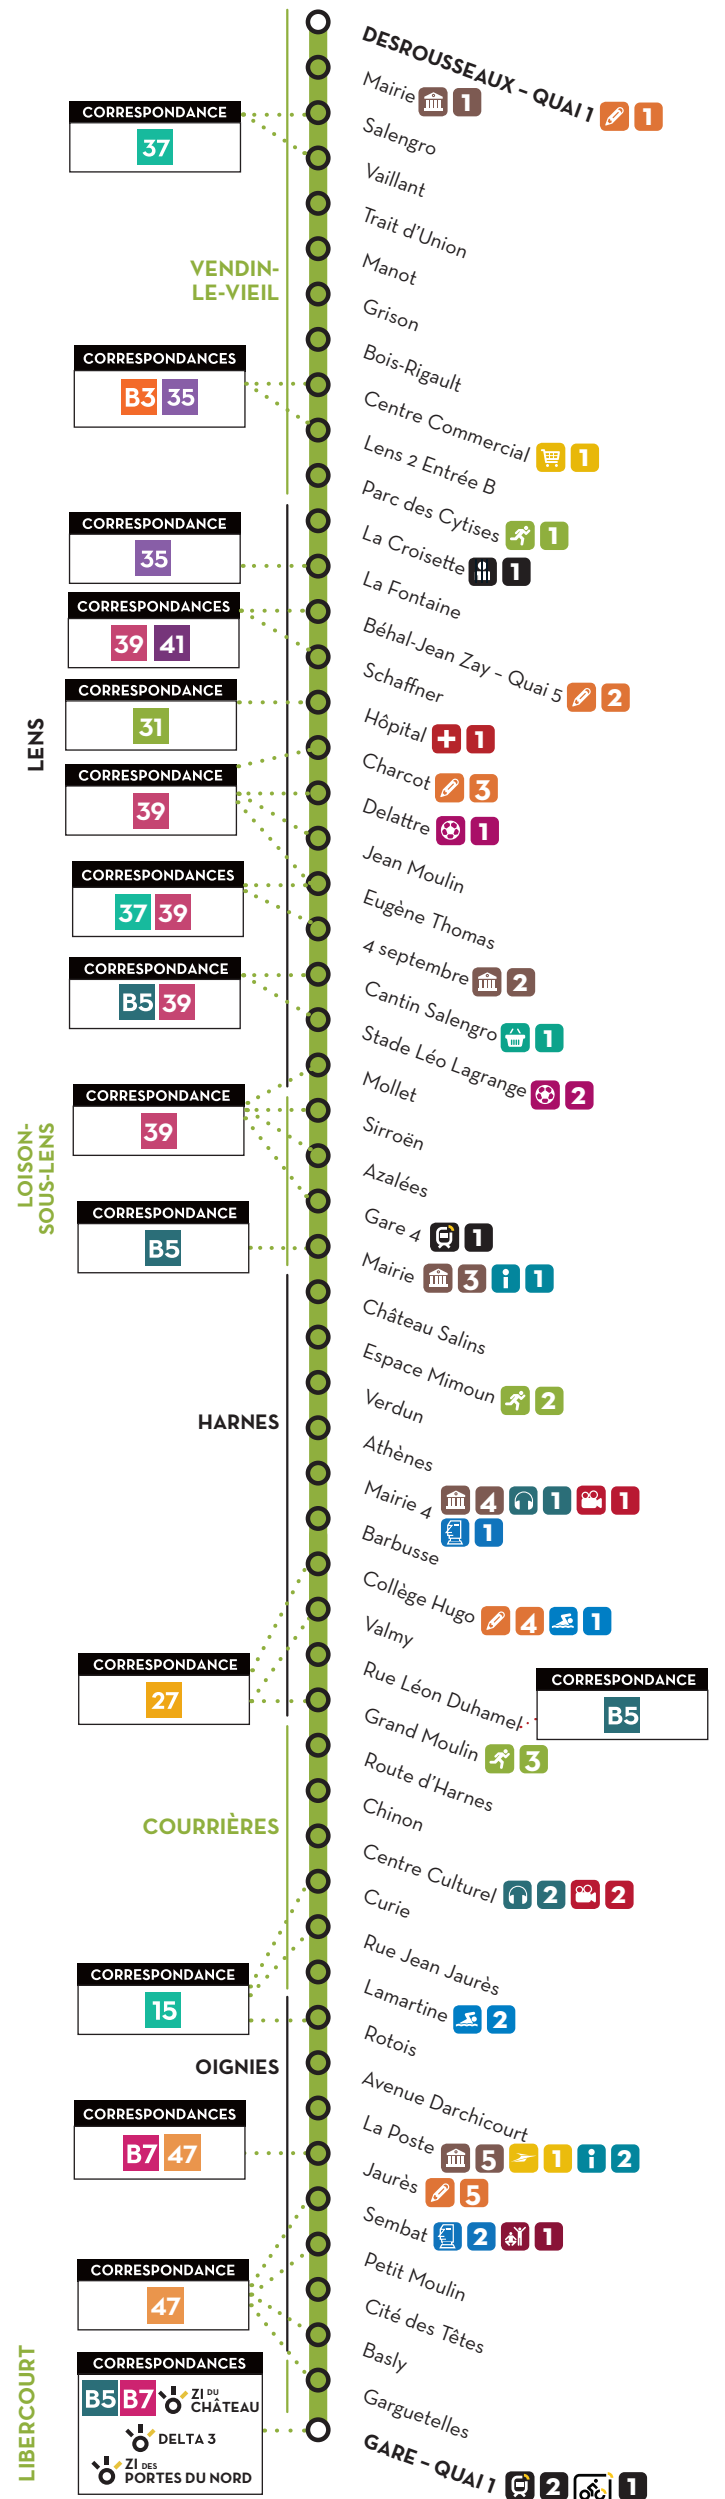 DESROUSSEAUX – QUAI 1 1
Mairie 1
CORRESPONDANCE
37
Salengro
Vaillant
Trait d'Union
VENDIN-
LE-VIEIL
Manot
Grison
Bois-Rigault
CORRESPONDANCES
B3 35
Centre Commercial 1
Lens 2 Entrée B
Parc des Cytises 1
CORRESPONDANCE
35
La Croisette 1
La Fontaine
CORRESPONDANCES
39 41
Béhal-Jean Zay – Quai 5 2
Schaffner
CORRESPONDANCE
31
LENS
Hôpital 1
Charcot 3
CORRESPONDANCE
39
Delattre 1
Jean Moulin
CORRESPONDANCES
37 39
Eugène Thomas
4 septembre 2
CORRESPONDANCE
B5 39
Cantin Salengro 1
Stade Léo Lagrange 2
Mollet
CORRESPONDANCE
39
LOISON-
SOUS-LENS
Sirroën
Azalées
CORRESPONDANCE
B5
Gare 4 1
Mairie 3 1
Château Salins
Espace Mimoun 2
Verdun
HARNES
Athènes
Mairie 4 4 1 1
1
Barbusse
Collège Hugo 4 1
Valmy
CORRESPONDANCE
27
Rue Léon Duhamel
CORRESPONDANCE
B5
Grand Moulin 3
Route d'Harnes
Chinon
COURRIÈRES
Centre Culturel 2 2
Curie
Rue Jean Jaurès
CORRESPONDANCE
15
Lamartine 2
Rotois
OIGNIES
Avenue Darchicourt
CORRESPONDANCES
B7 47
La Poste 5 1 2
Jaurès 5
Sembat 2 1
Petit Moulin
CORRESPONDANCE
47
Cité des Têtes
Basly
LIBERCOURT
CORRESPONDANCES
B5 B7 ZI DU
CHÂTEAU
DELTA 3
ZI DES
PORTES DU NORD
Garguetelles
GARE – QUAI 1 2 1